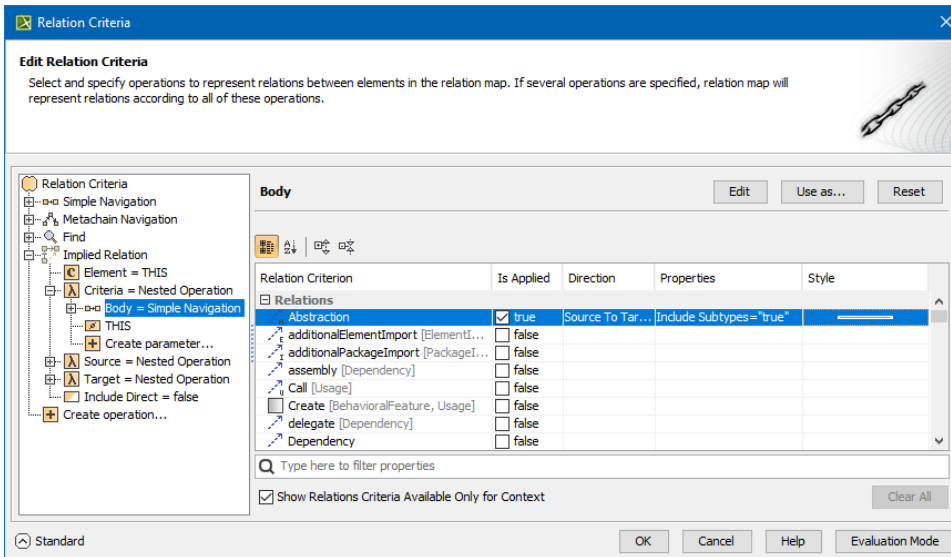 Relation Criteria
Edit Relation Criteria
Select and specify operations to represent relations between elements in the relation map. If several operations are specified, relation map will
represent relations according to all of these operations.
Relation Criteria
Simple Navigation
Metachain Navigation
Find
Implied Relation
C Element = THIS
λ Criteria = Nested Operation
Body = Simple Navigation
THIS
Create parameter...
λ Source = Nested Operation
λ Target = Nested Operation
Include Direct = false
Create operation...
Body Edit Use as... Reset
Relation Criterion Is Applied Direction Properties Style
Relations
Abstraction true Source To Tar... Include Subtypes="true"
additionalElementImport [ElementI... false
additionalPackageImport [PackageI... false
assembly [Dependency] false
Call [Usage] false
Create [BehavioralFeature, Usage] false
delegate [Dependency] false
Dependency false
Type here to filter properties
Show Relations Criteria Available Only for Context Clear All
Standard OK Cancel Help Evaluation Mode